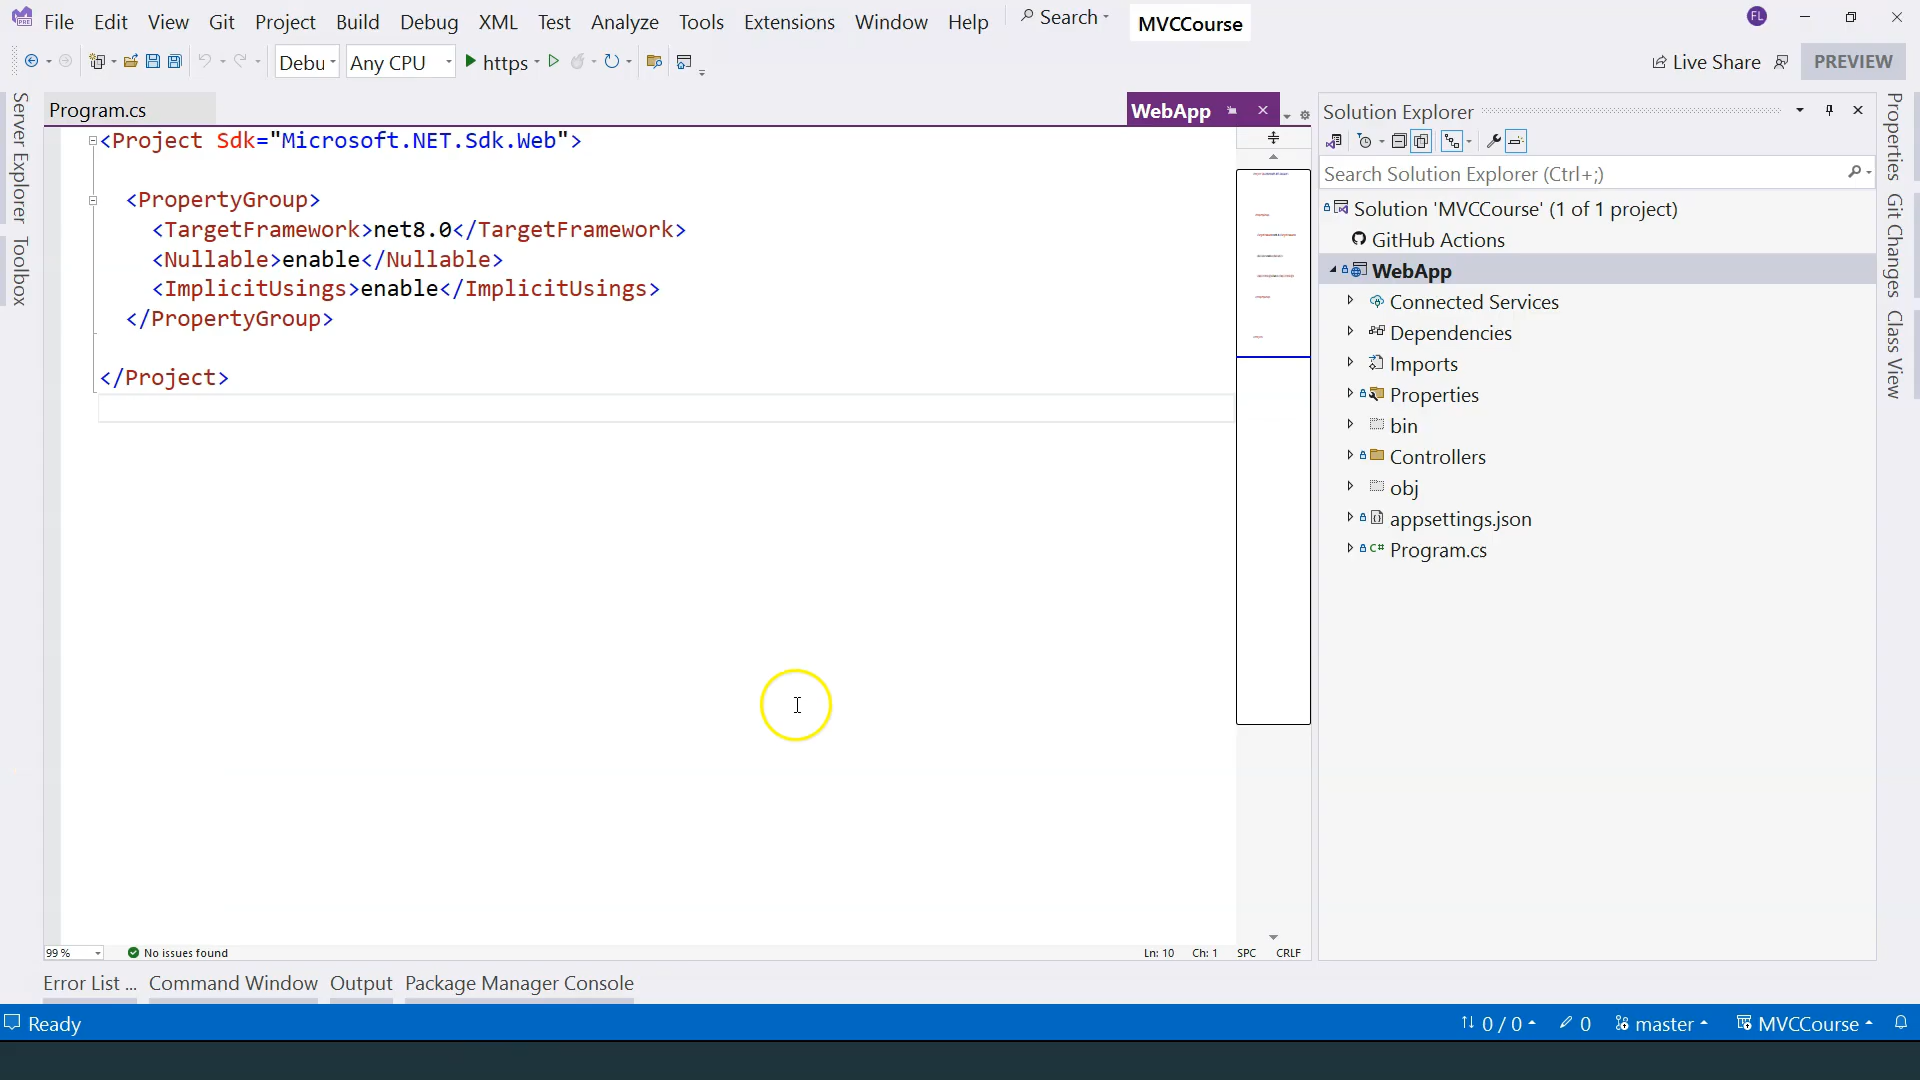 File Edit View Git Project Build Debug XML Test Analyze Tools Extensions Window Help Search MVCCourse FL
Debu Any CPU https Live Share PREVIEW
Server Explorer
Toolbox
Program.cs
WebApp
<Project Sdk="Microsoft.NET.Sdk.Web">
<PropertyGroup>
<TargetFramework>net8.0</TargetFramework>
<Nullable>enable</Nullable>
<ImplicitUsings>enable</ImplicitUsings>
</PropertyGroup>
</Project>
99 % No issues found Ln: 10 Ch: 1 SPC CRLF
Solution Explorer
Search Solution Explorer (Ctrl+;)
Solution 'MVCCourse' (1 of 1 project)
GitHub Actions
WebApp
Connected Services
Dependencies
Imports
Properties
bin
Controllers
obj
appsettings.json
C# Program.cs
Properties
Git Changes
Class View
Error List ... Command Window Output Package Manager Console
Ready 0 / 0 0 master MVCCourse